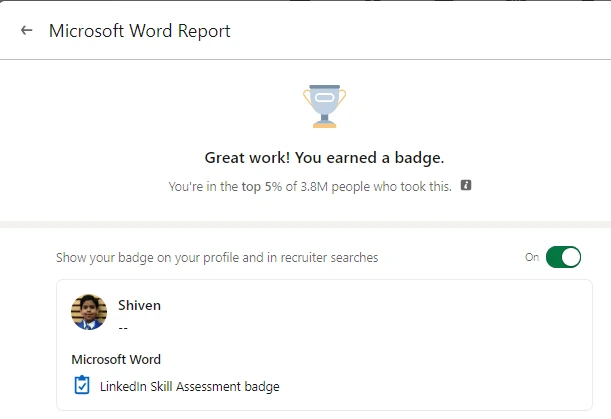 Microsoft Word Report
Great work! You earned a badge.
You're in the top 5% of 3.8M people who took this.
Show your badge on your profile and in recruiter searches
On
Shiven
--
Microsoft Word
LinkedIn Skill Assessment badge